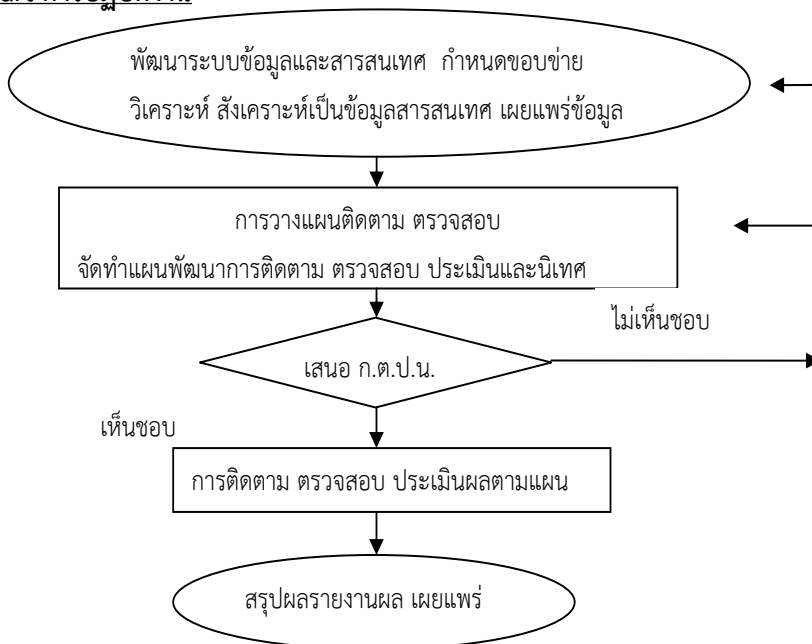 พัฒนาระบบข้อมูลและสารสนเทศ กำหนดขอบข่าย
วิเคราะห์ สังเคราะห์เป็นข้อมูลสารสนเทศ เผยแพร่ข้อมูล
การวางแผนติดตาม ตรวจสอบ
จัดทำแผนพัฒนาการติดตาม ตรวจสอบ ประเมินและนิเทศ
ไม่เห็นชอบ
เสนอ ก.ต.ป.น.
เห็นชอบ
การติดตาม ตรวจสอบ ประเมินผลตามแผน
สรุปผลรายงานผล เผยแพร่